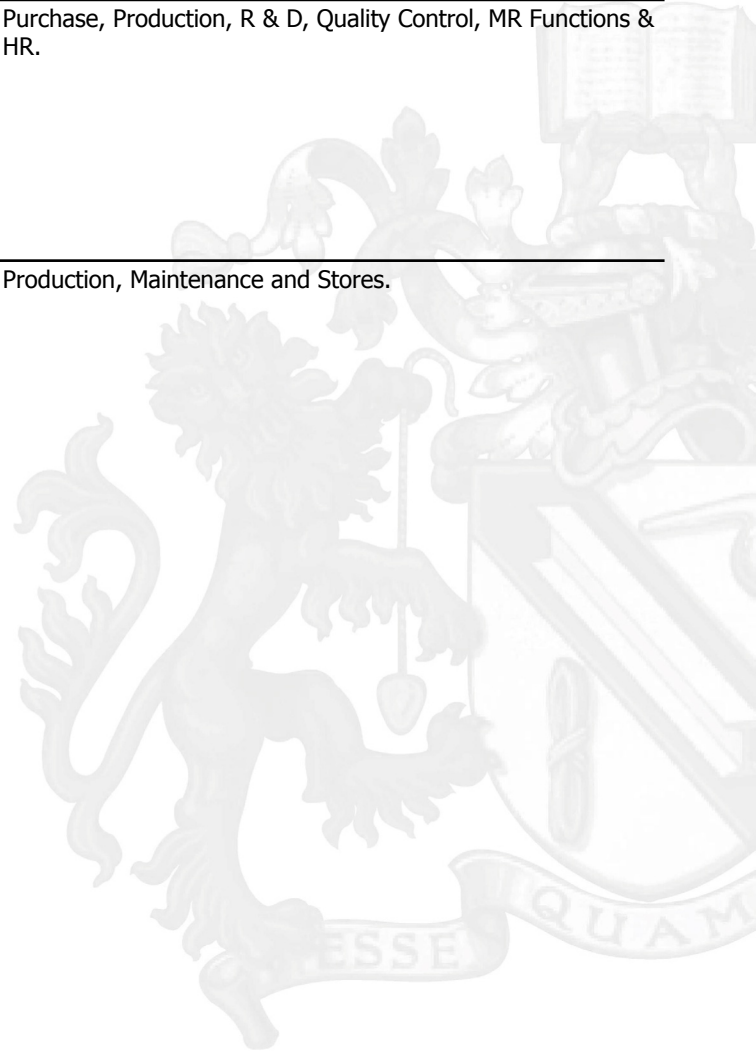 Purchase, Production, R & D, Quality Control, MR Functions &
HR.
Production, Maintenance and Stores.
ESSE
QUAM